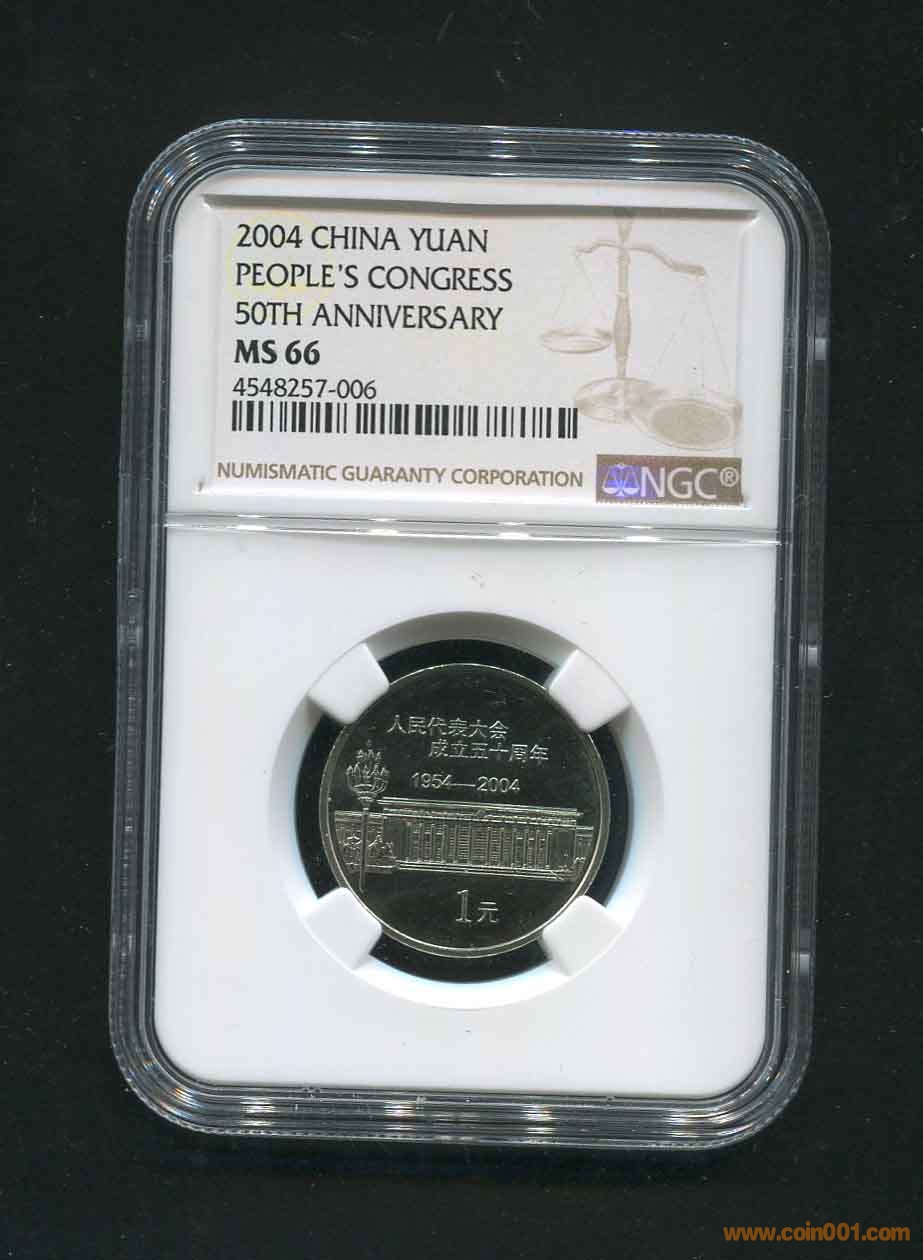 2004 CHINA YUAN
PEOPLE'S CONGRESS
50TH ANNIVERSARY
MS 66
4548257-006
NUMISMATIC GUARANTY CORPORATION NGC®
人民代表大会
成立五十周年
1954—2004
1元
www.coin001.com